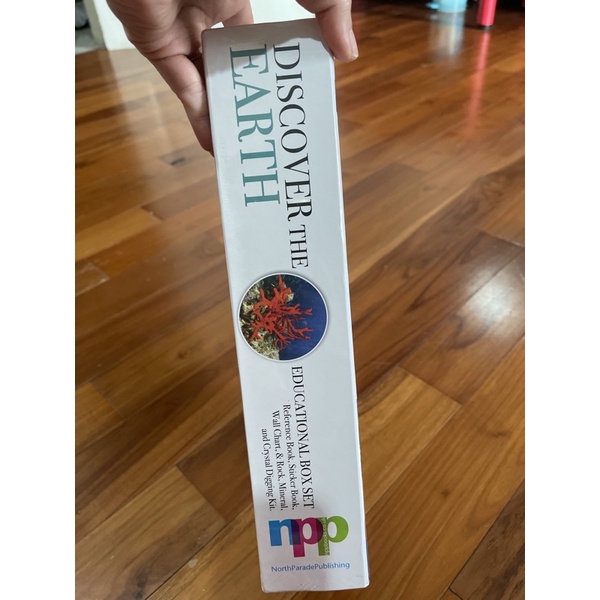 DISCOVER THE
EARTH
EDUCATIONAL BOX SET
Reference Book, Sticker Book,
Wall Chart, & Rock, Mineral,
and Crystal Digging Kit.
npp
NorthParadePublishing